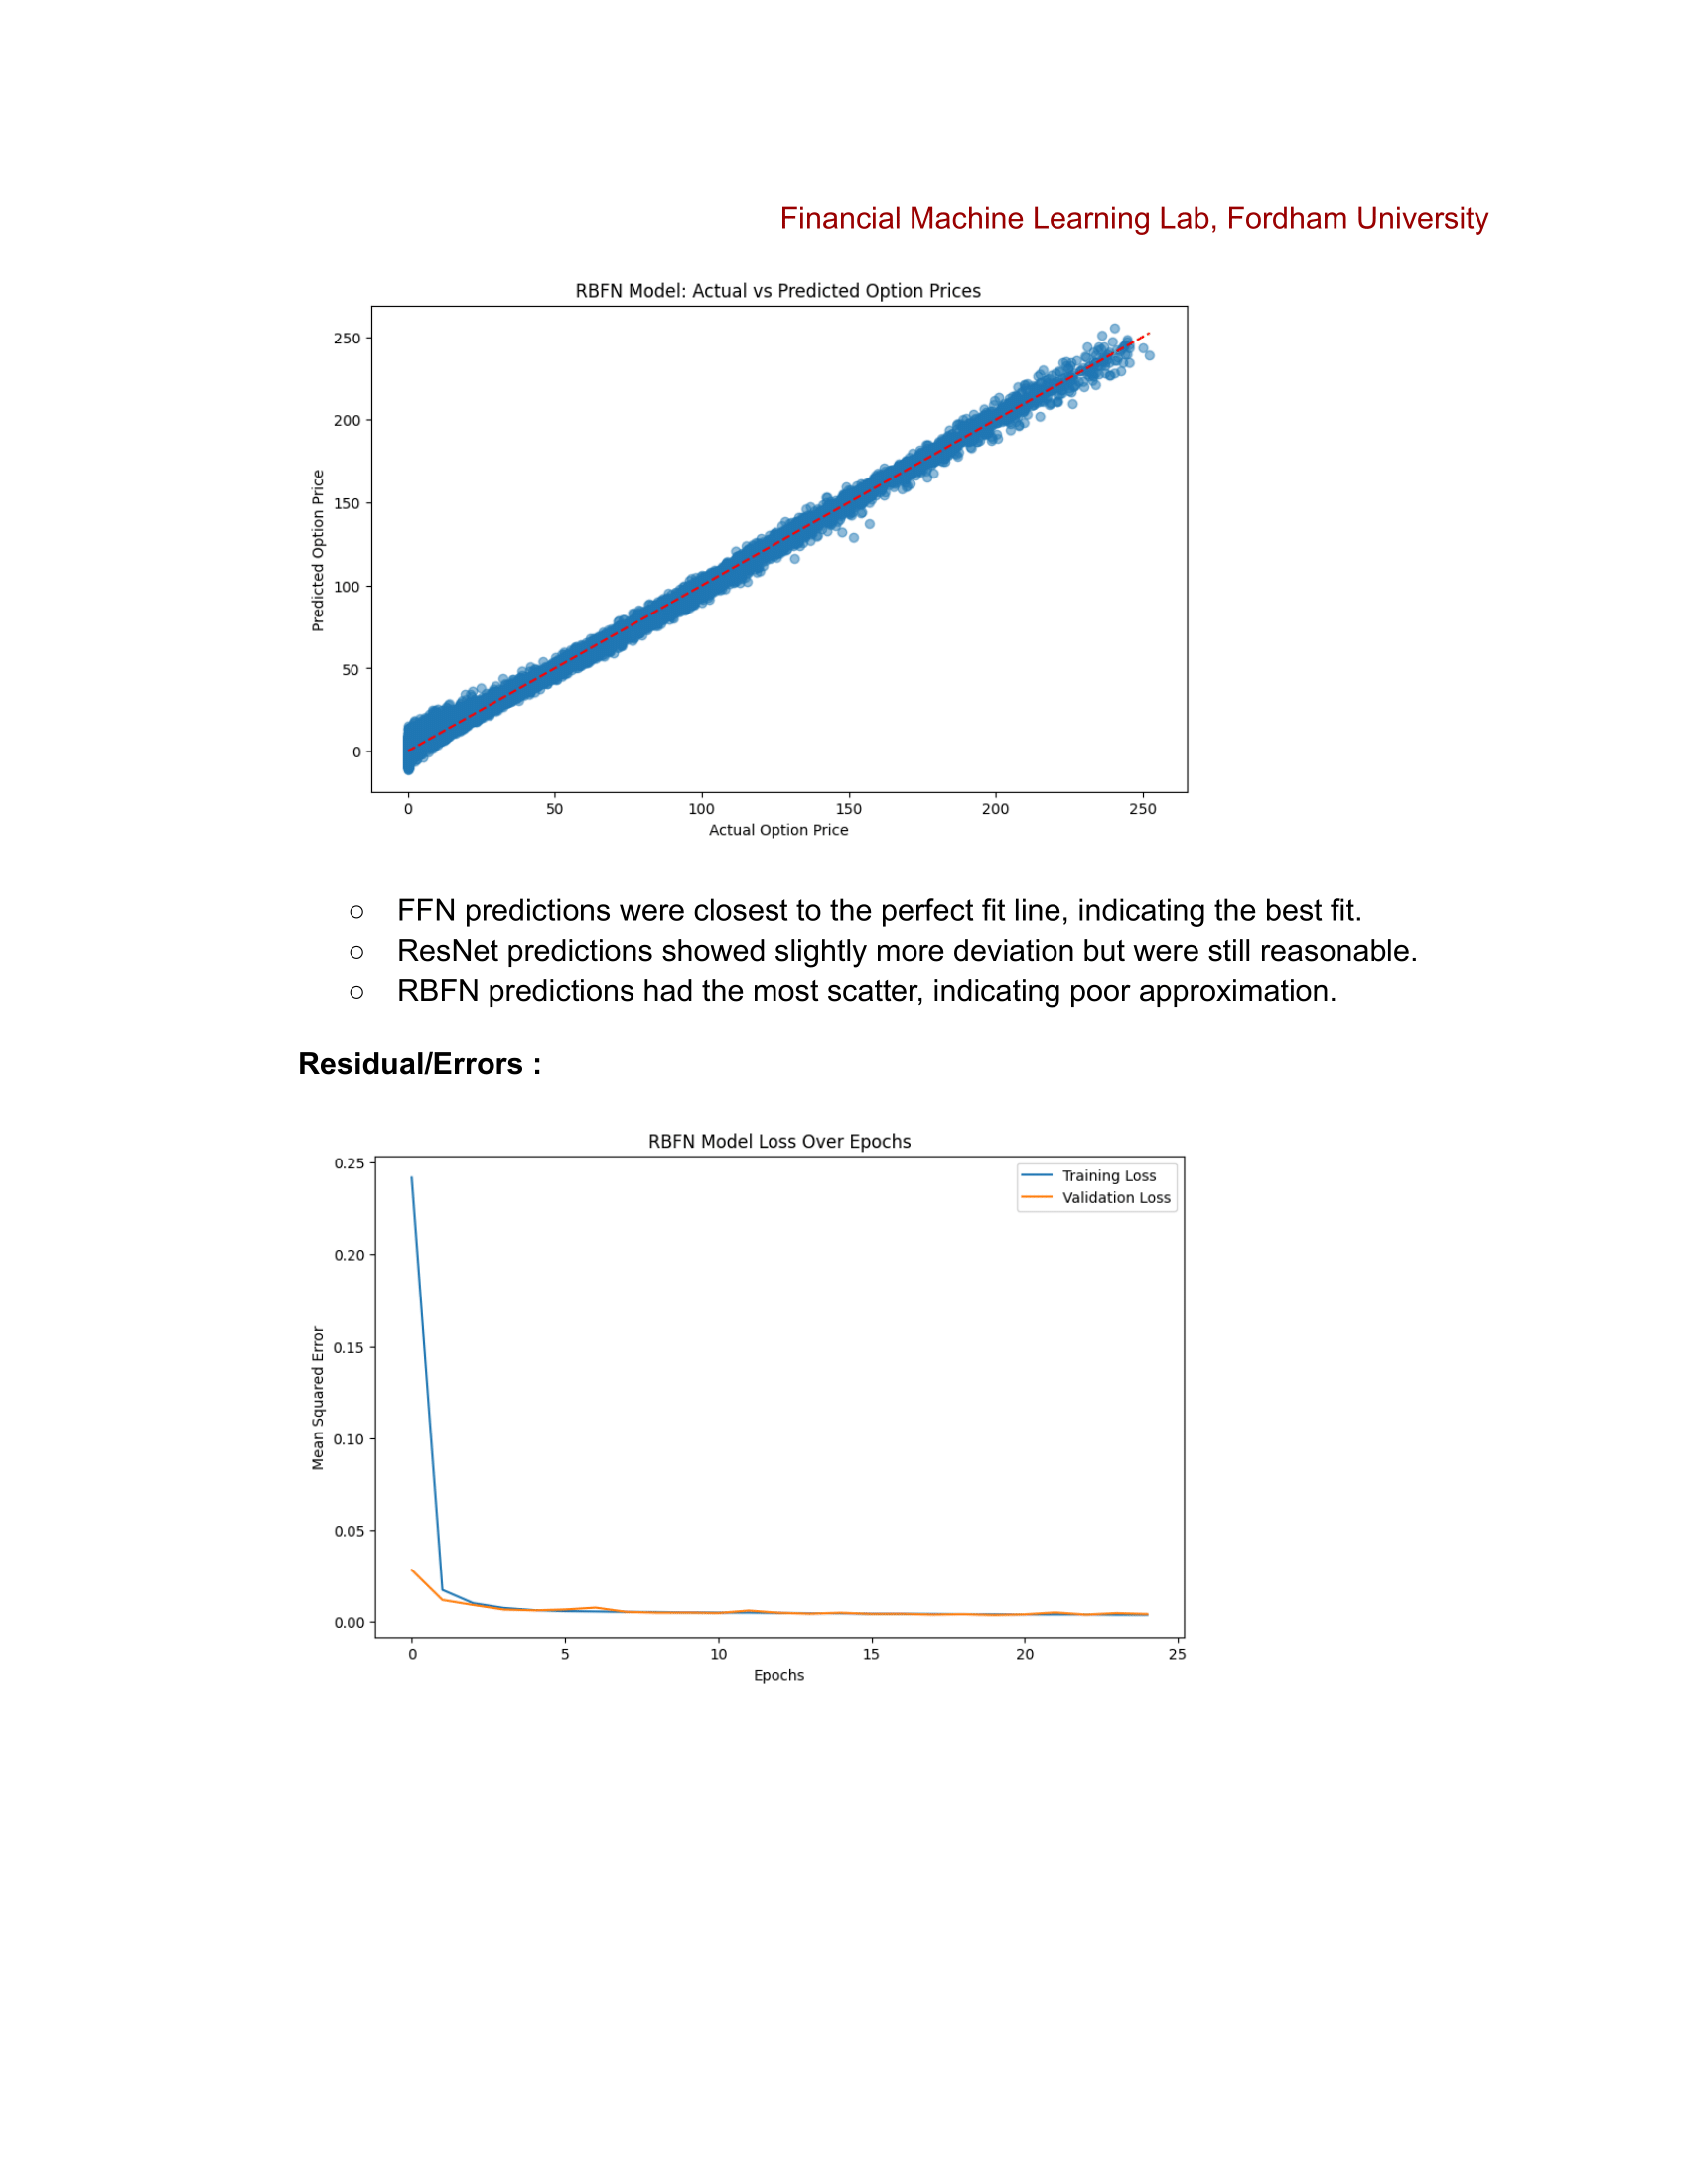 Financial Machine Learning Lab, Fordham University
RBFN Model: Actual vs Predicted Option Prices
250
200
150
100
50
0
Predicted Option Price
0 50 100 150 200 250
Actual Option Price
○ FFN predictions were closest to the perfect fit line, indicating the best fit.
○ ResNet predictions showed slightly more deviation but were still reasonable.
○ RBFN predictions had the most scatter, indicating poor approximation.
Residual/Errors :
RBFN Model Loss Over Epochs
Training Loss
Validation Loss
0.25
0.20
0.15
0.10
0.05
0.00
Mean Squared Error
0 5 10 15 20 25
Epochs